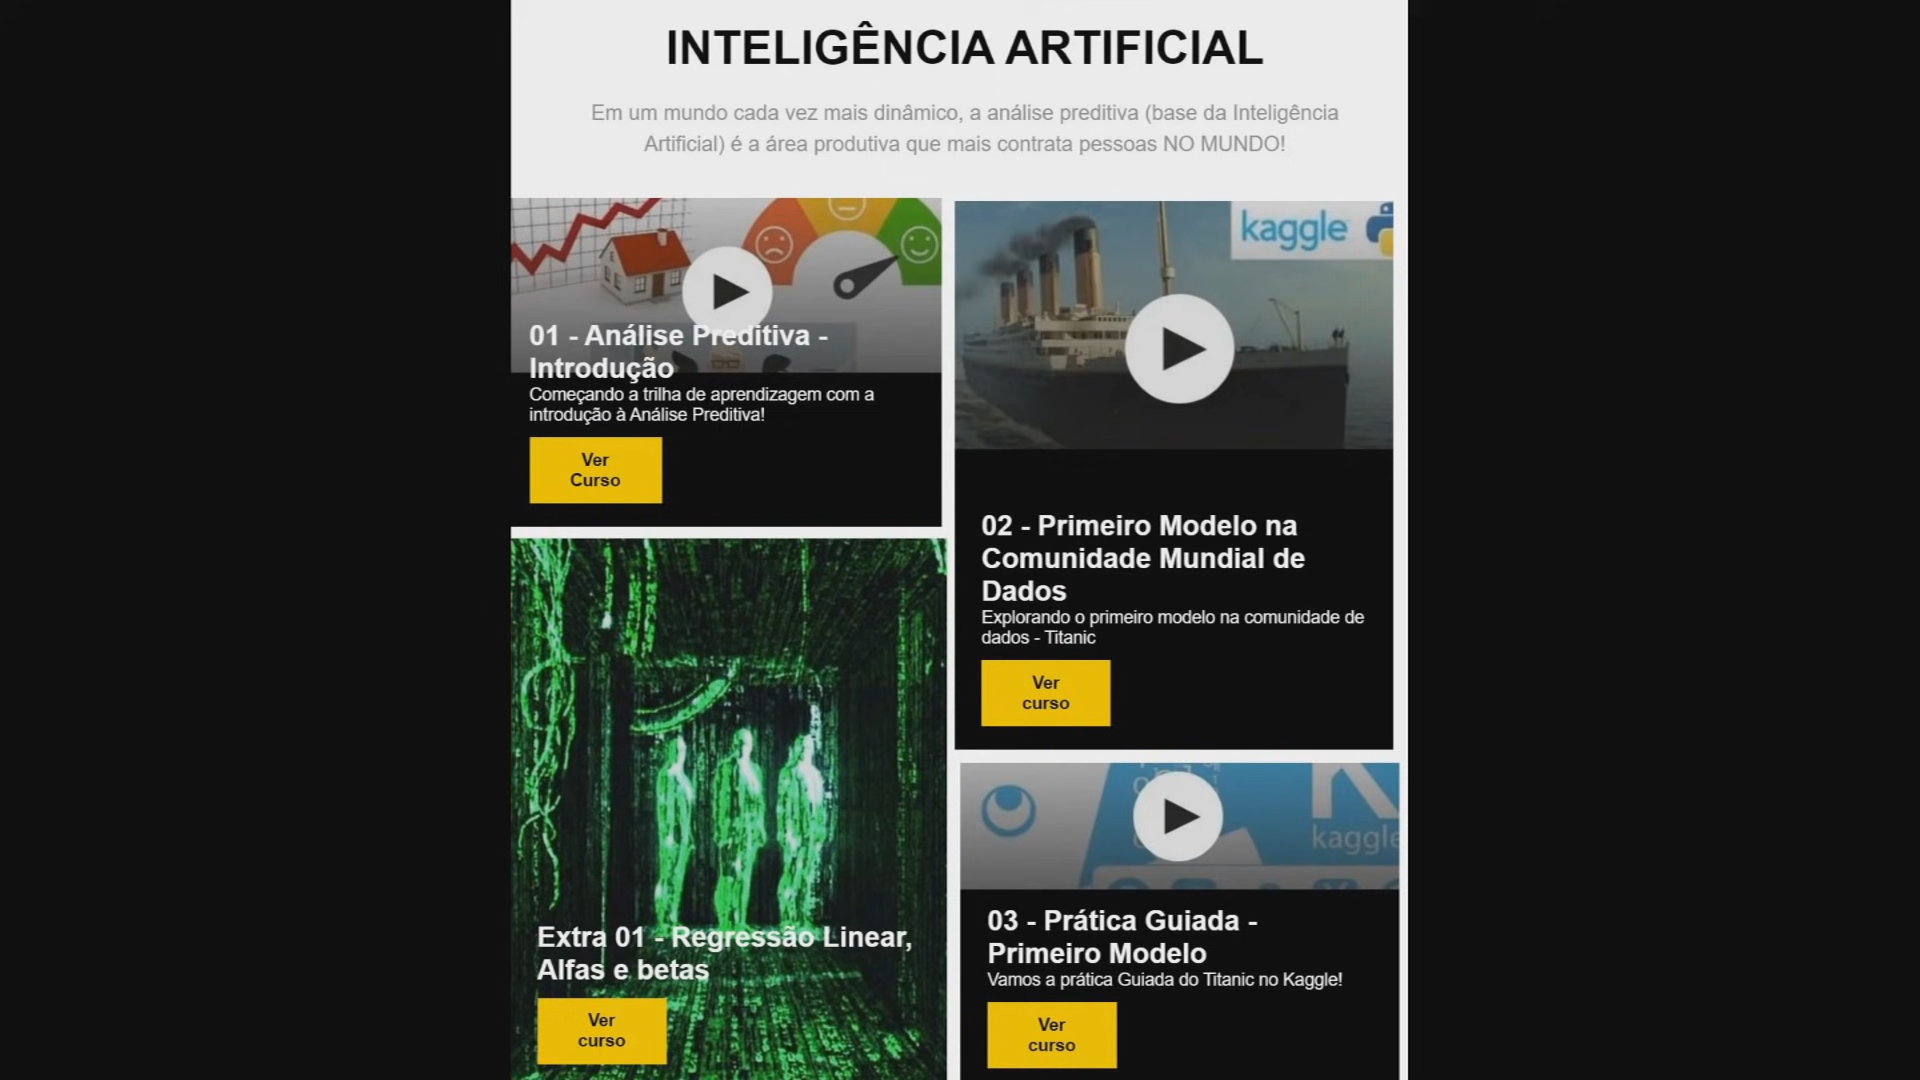 INTELIGÊNCIA ARTIFICIAL
Em um mundo cada vez mais dinâmico, a análise preditiva (base da Inteligência
Artificial) é a área produtiva que mais contrata pessoas NO MUNDO!
01 - Análise Preditiva -
Introdução
Começando a trilha de aprendizagem com a
introdução à Análise Preditiva!
Ver
Curso
kaggle
02 - Primeiro Modelo na
Comunidade Mundial de
Dados
Explorando o primeiro modelo na comunidade de
dados - Titanic
Ver
curso
Extra 01 - Regressão Linear,
Alfas e betas
Ver
curso
kaggle
03 - Prática Guiada -
Primeiro Modelo
Vamos a prática Guiada do Titanic no Kaggle!
Ver
curso